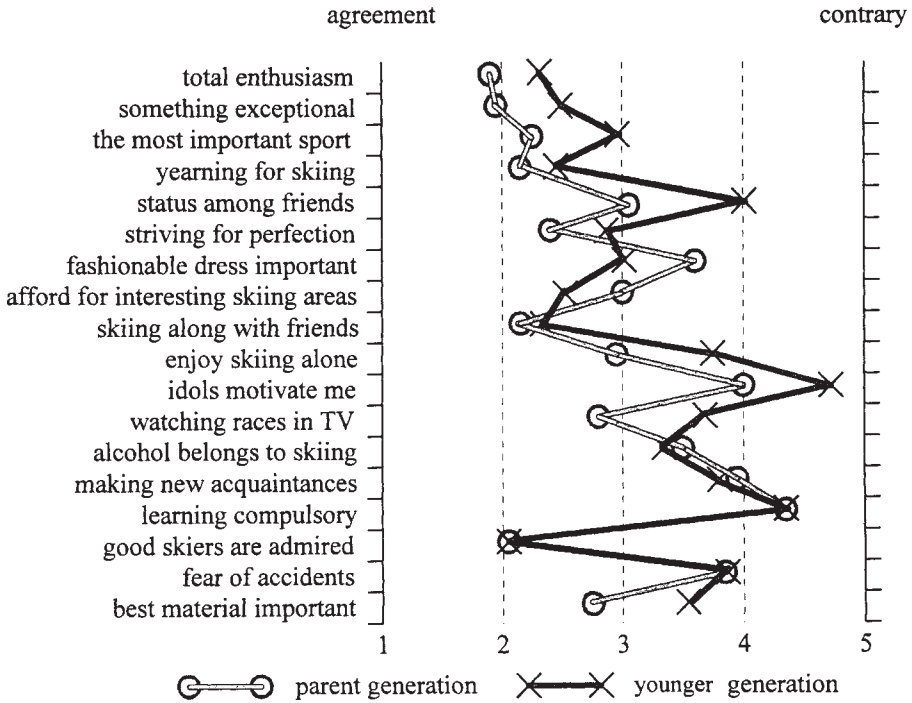 agreement contrary
total enthusiasm
something exceptional
the most important sport
yearning for skiing
status among friends
striving for perfection
fashionable dress important
afford for interesting skiing areas
skiing along with friends
enjoy skiing alone
idols motivate me
watching races in TV
alcohol belongs to skiing
making new acquaintances
learning compulsory
good skiers are admired
fear of accidents
best material important
1 2 3 4 5
parent generation younger generation